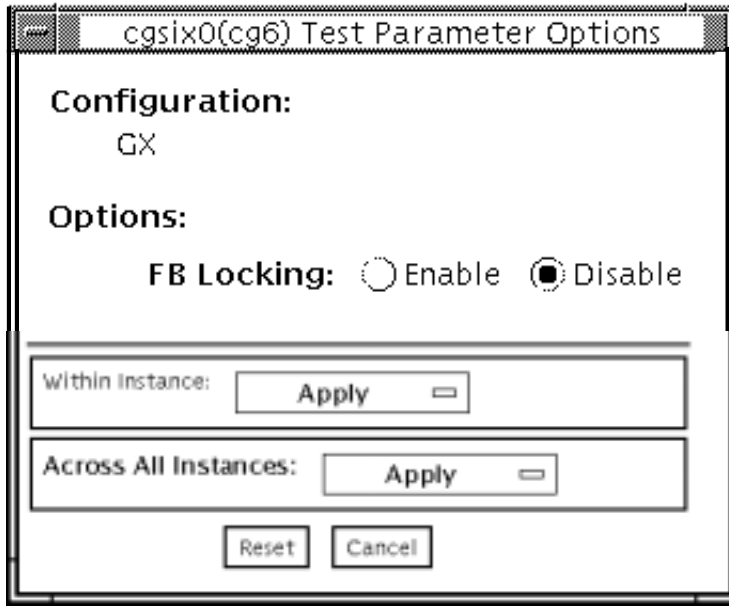 cgsix0(cg6) Test Parameter Options
Configuration:
GX
Options:
FB Locking: Enable Disable
Within Instance: Apply
Across All Instances: Apply
Reset Cancel